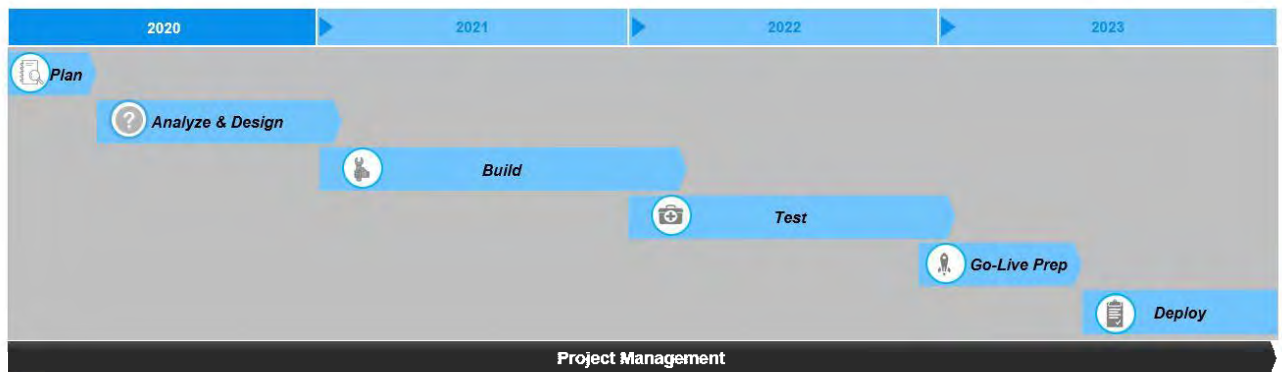 2020
2021
2022
2023
Plan
Analyze & Design
Build
Test
Go-Live Prep
Deploy
Project Management